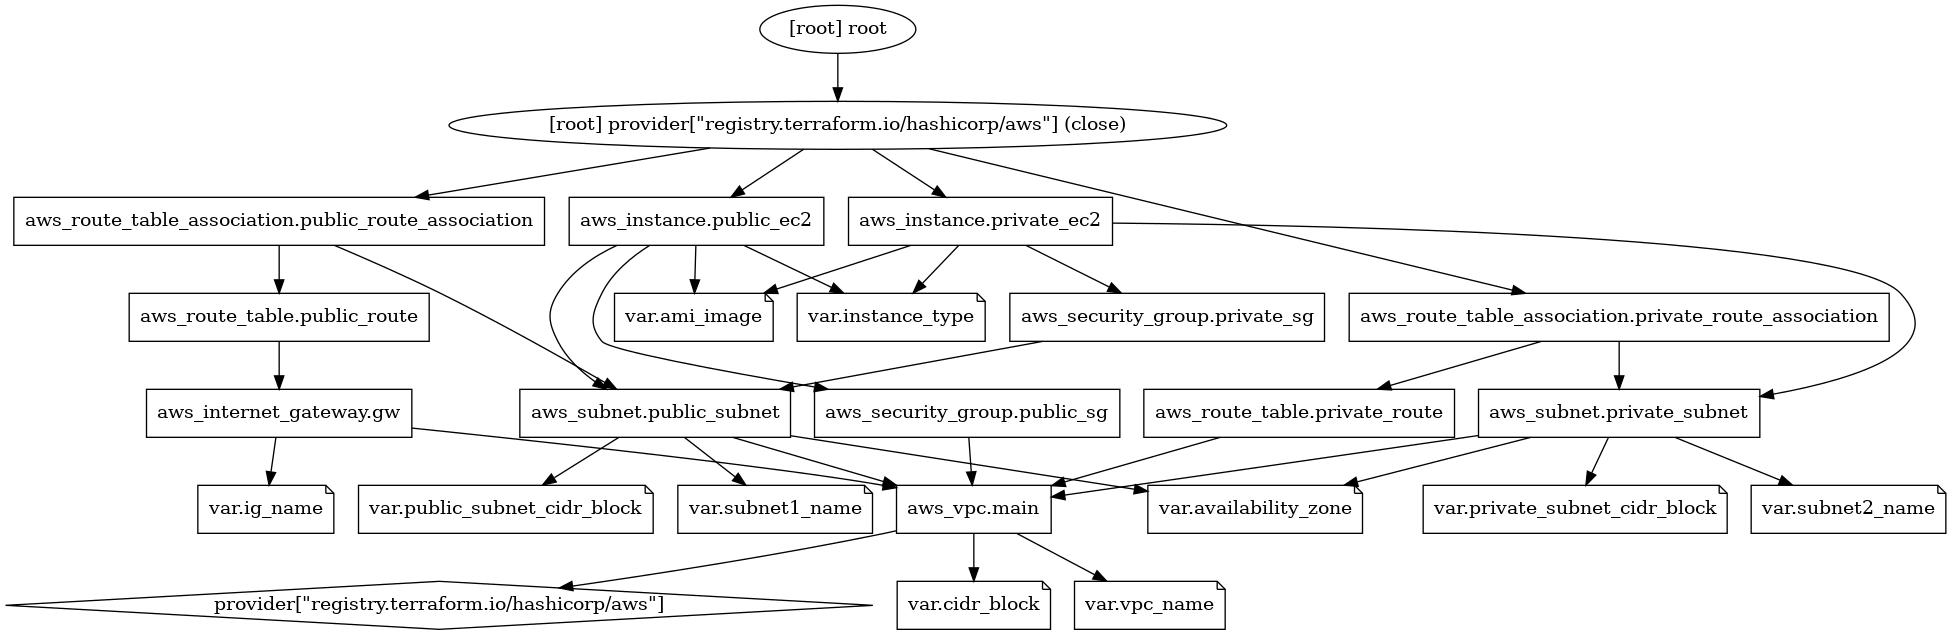 [root] root
[root] provider["registry.terraform.io/hashicorp/aws"] (close)
aws_route_table_association.public_route_association
aws_instance.public_ec2
aws_instance.private_ec2
aws_route_table.public_route
var.ami_image
var.instance_type
aws_security_group.private_sg
aws_route_table_association.private_route_association
aws_internet_gateway.gw
aws_subnet.public_subnet
aws_security_group.public_sg
aws_route_table.private_route
aws_subnet.private_subnet
var.ig_name
var.public_subnet_cidr_block
var.subnet1_name
aws_vpc.main
var.availability_zone
var.private_subnet_cidr_block
var.subnet2_name
provider["registry.terraform.io/hashicorp/aws"]
var.cidr_block
var.vpc_name